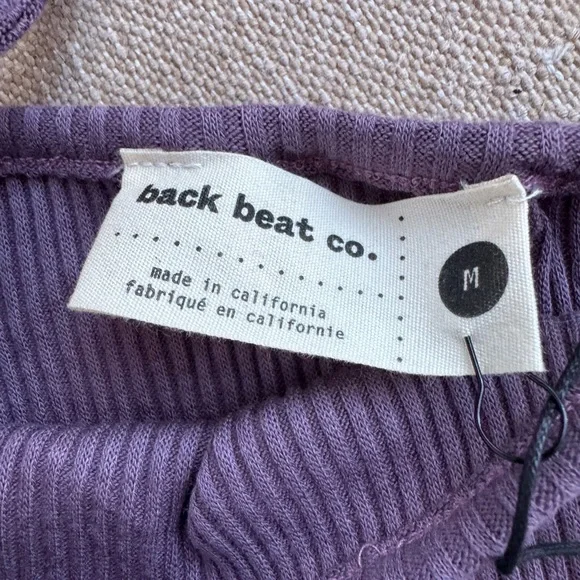 back beat co.
made in california
fabriqué en californie
M